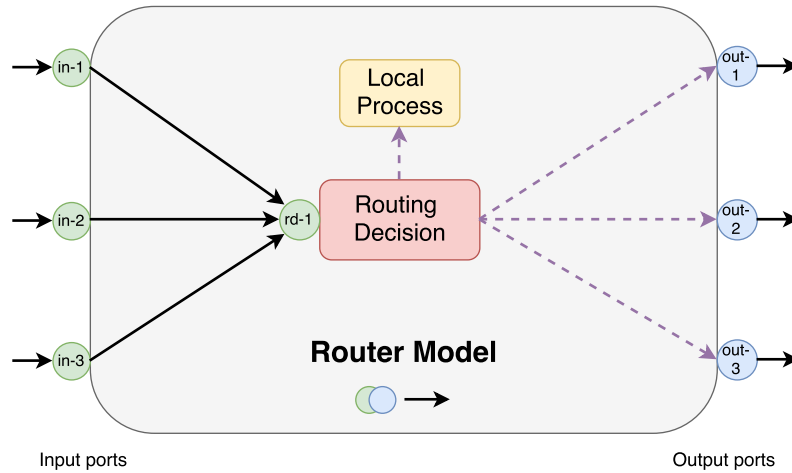 in-1
out-
1
Local
Process
in-2
rd-1
Routing
Decision
out-
2
in-3
out-
3
Router Model
Input ports
Output ports